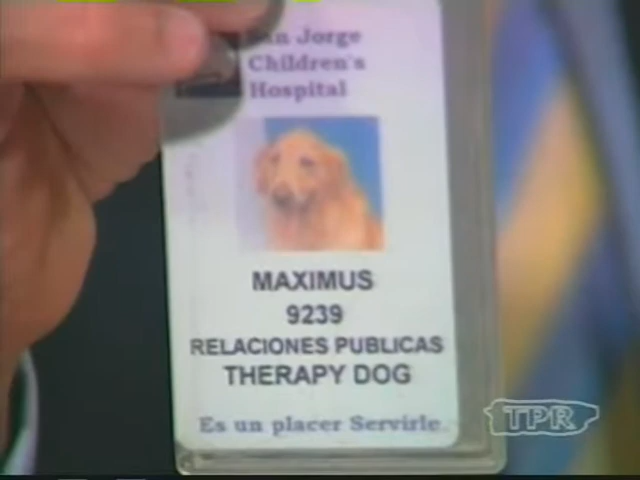 San Jorge
Children's
Hospital
MAXIMUS
9239
RELACIONES PUBLICAS
THERAPY DOG
Es un placer Servirle
TPR